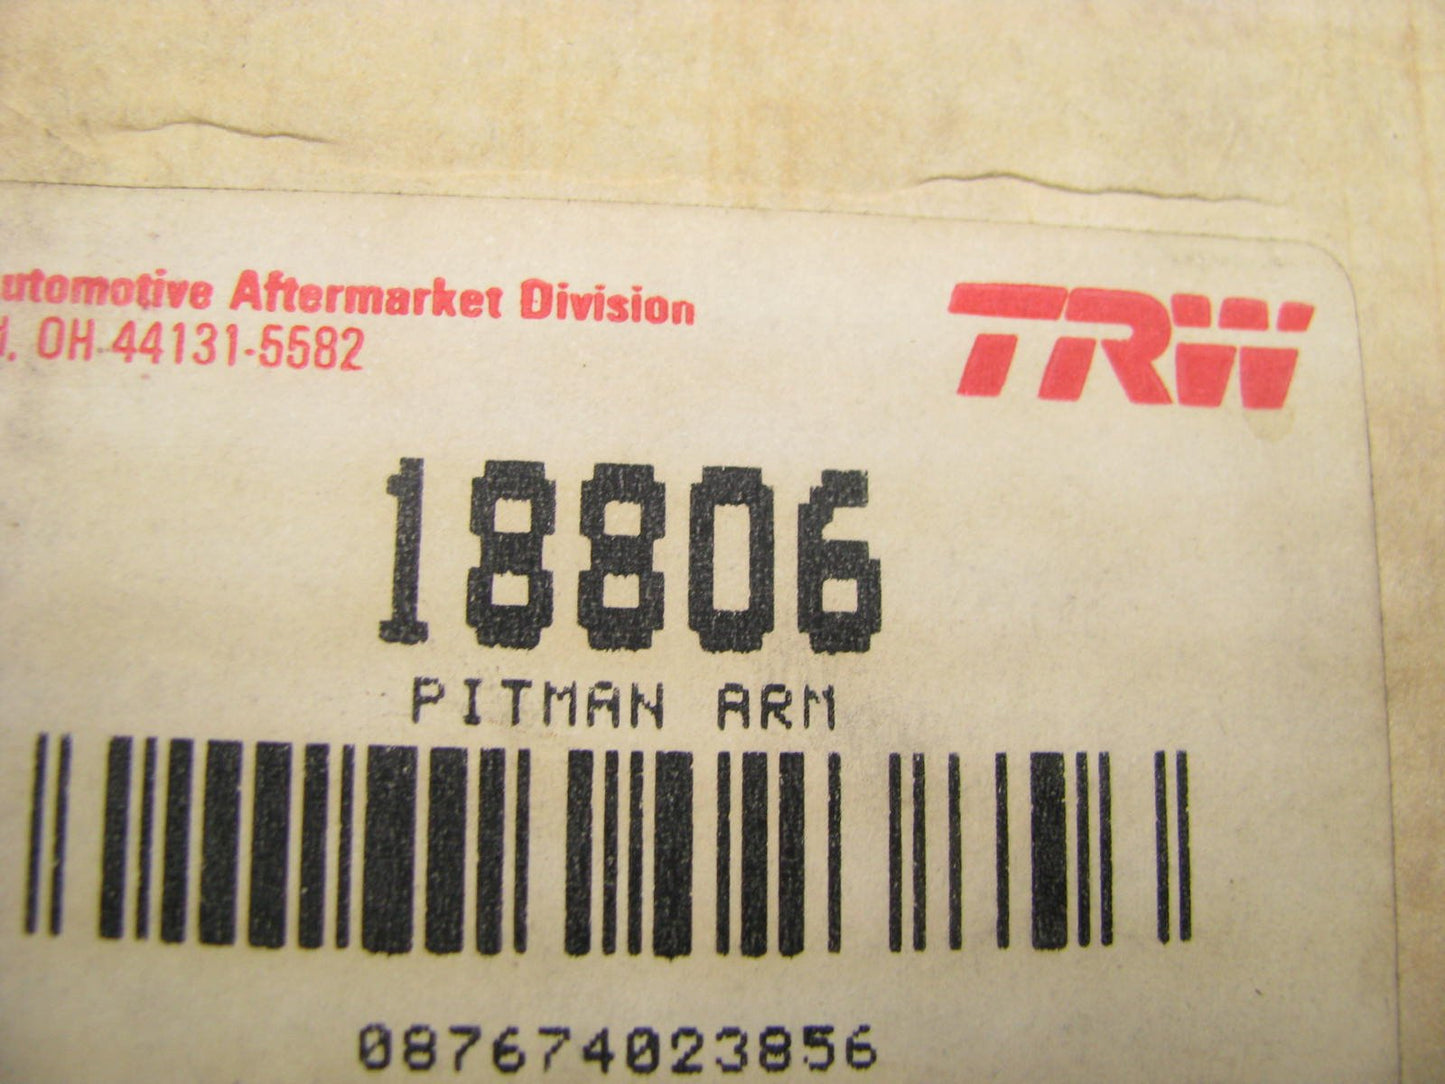 utomotive Aftermarket Division
OH 44131-5582
TRW
18806
PITMAN ARM
087674023856